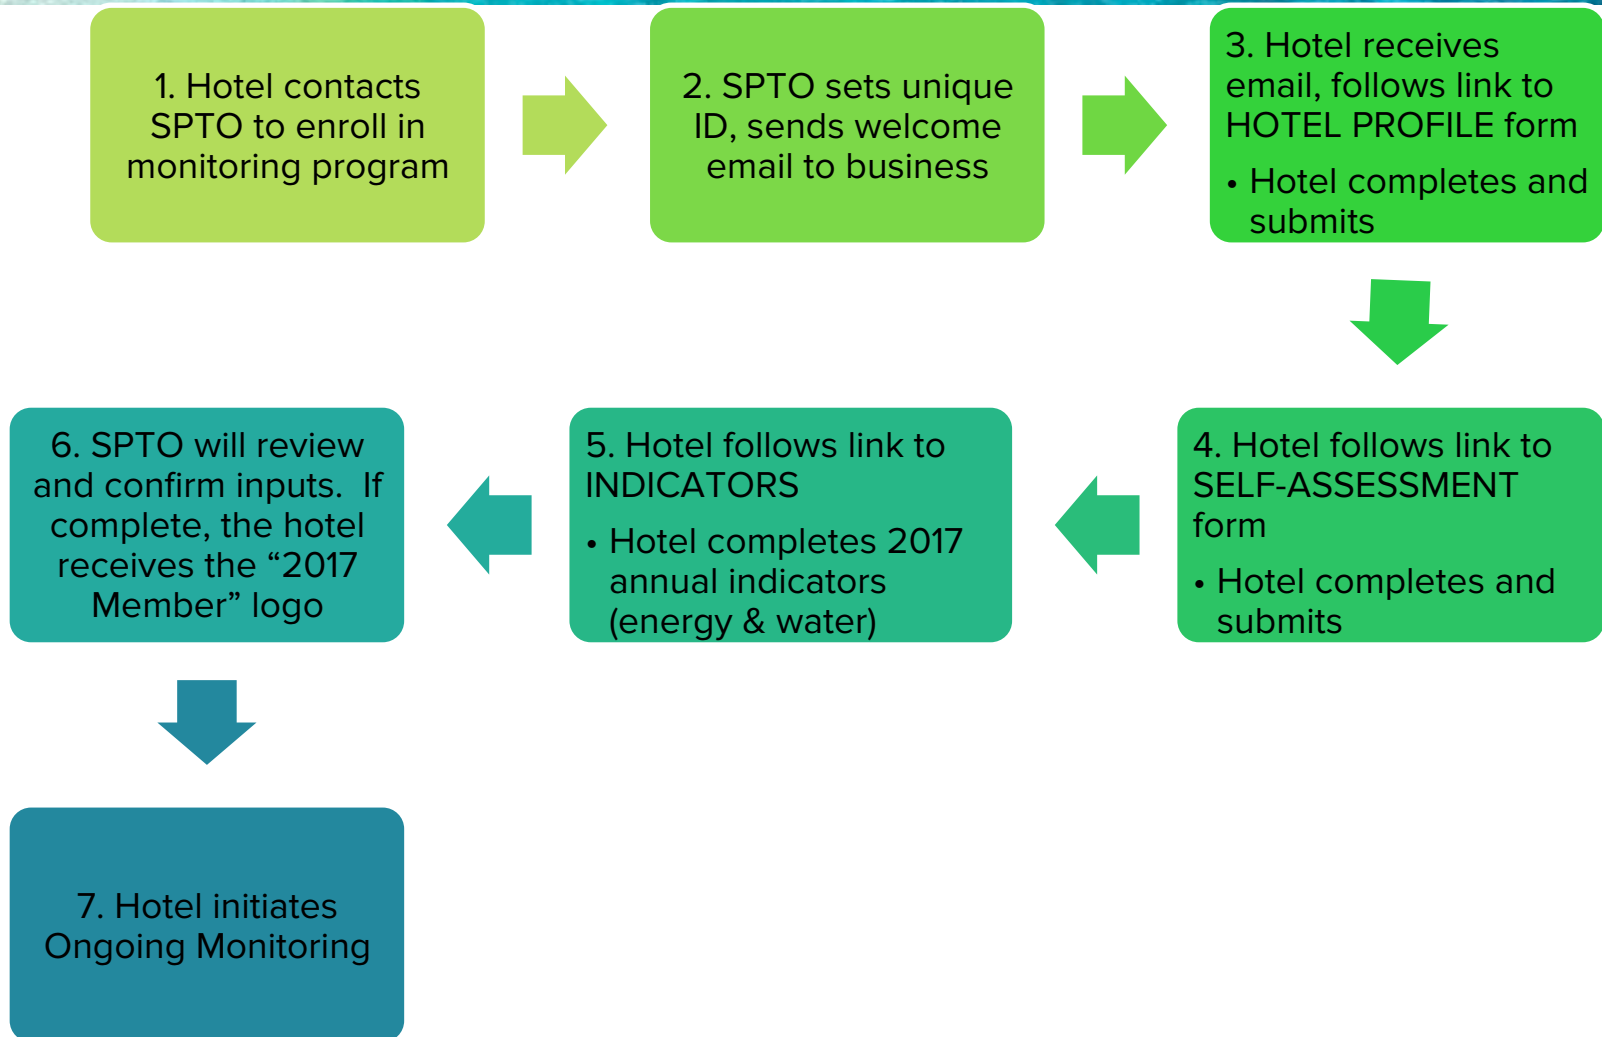 1. Hotel contacts
SPTO to enroll in
monitoring program
2. SPTO sets unique
ID, sends welcome
email to business
3. Hotel receives
email, follows link to
HOTEL PROFILE form
• Hotel completes and
submits
4. Hotel follows link to
SELF-ASSESSMENT
form
• Hotel completes and
submits
5. Hotel follows link to
INDICATORS
• Hotel completes 2017
annual indicators
(energy & water)
6. SPTO will review
and confirm inputs.  If
complete, the hotel
receives the “2017
Member” logo
7. Hotel initiates
Ongoing Monitoring